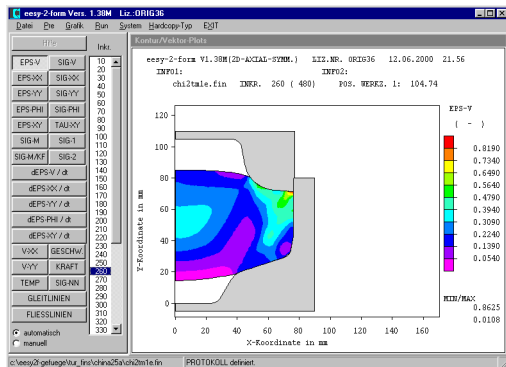 eesy-2-form Vers. 1.38M Liz.:ORIG36
Datei Pre Grafik Run System Hardcopy-Typ EXIT
Hilfe Inkr.
EPS-V SIG-V
EPS-XX SIG-XX
EPS-YY SIG-YY
EPS-PHI SIG-PHI
EPS-XY TAU-XY
SIG-M SIG-1
SIG-M/KF SIG-2
dEPS-V / dt
dEPS-XX / dt
dEPS-YY / dt
dEPS-PHI / dt
dEPS-XY / dt
V-XX GESCHW.
V-YY KRAFT
TEMP SIG-NN
GLEITLINIEN
FLIESSLINIEN
automatisch
manuell
10
20
30
40
50
60
70
80
90
100
110
120
130
140
150
160
170
180
190
200
210
220
230
240
250
260
270
280
290
300
310
320
330
Kontur/Vektor-Plots
eesy-2-form V1.38M(2D-AXIAL-SYMM.) LIZ.NR. ORIG36 12.06.2000 21.56
INFO1: INFO2:
chi2tm1e.fin INKR. 260 ( 480) POS. WERKZ. 1: 104.74
120
100
80
60
40
20
0
Y-Koordinate in mm
0 20 40 60 80 100 120 140 160
X-Koordinate in mm
EPS-V
( - )
0.8190
0.7340
0.6490
0.5640
0.4790
0.3940
0.3090
0.2240
0.1390
0.0540
MIN/MAX
0.8625
0.0108
c:\eesy2f-gefuege\tur_fins\china25a\chi2tm1e.fin PROTOKOLL definiert.